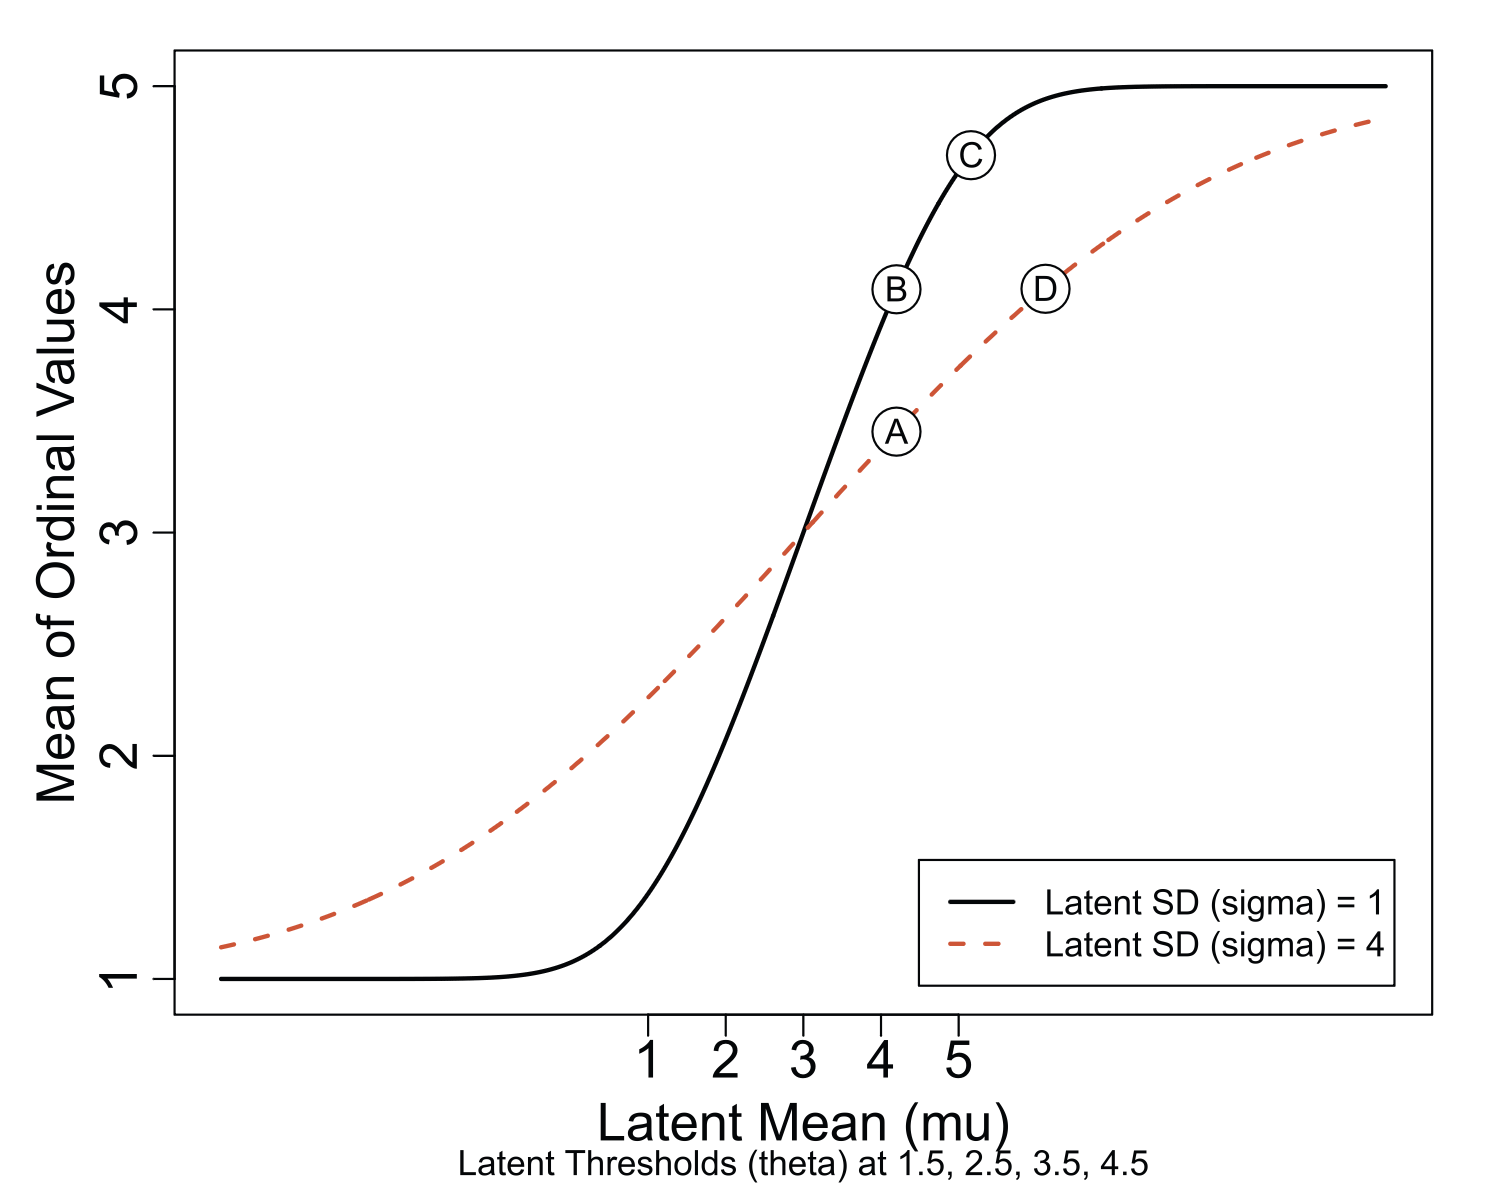 5
4
3
2
1
Mean of Ordinal Values
C
B
D
A
Latent SD (sigma) = 1
Latent SD (sigma) = 4
1 2 3 4 5
Latent Mean (mu)
Latent Thresholds (theta) at 1.5, 2.5, 3.5, 4.5